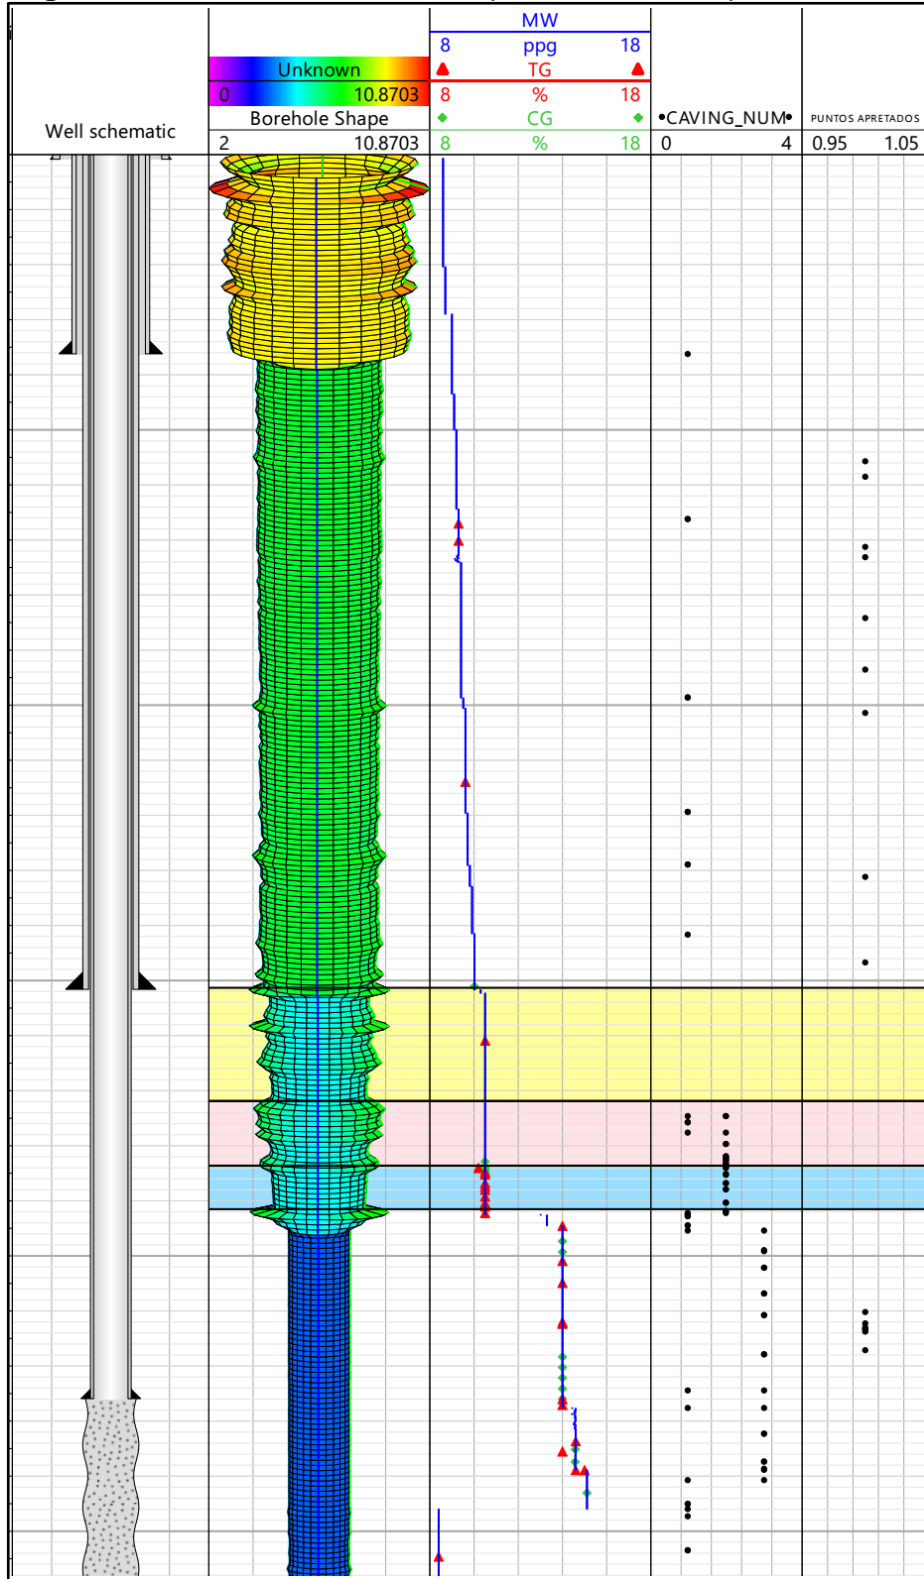 MW
8 ppg 18
Unknown TG
0 10.8703 8 % 18
Well schematic Borehole Shape CG •CAVING_NUM• PUNTOS APRETADOS
2 10.8703 8 % 18 0 4 0.95 1.05